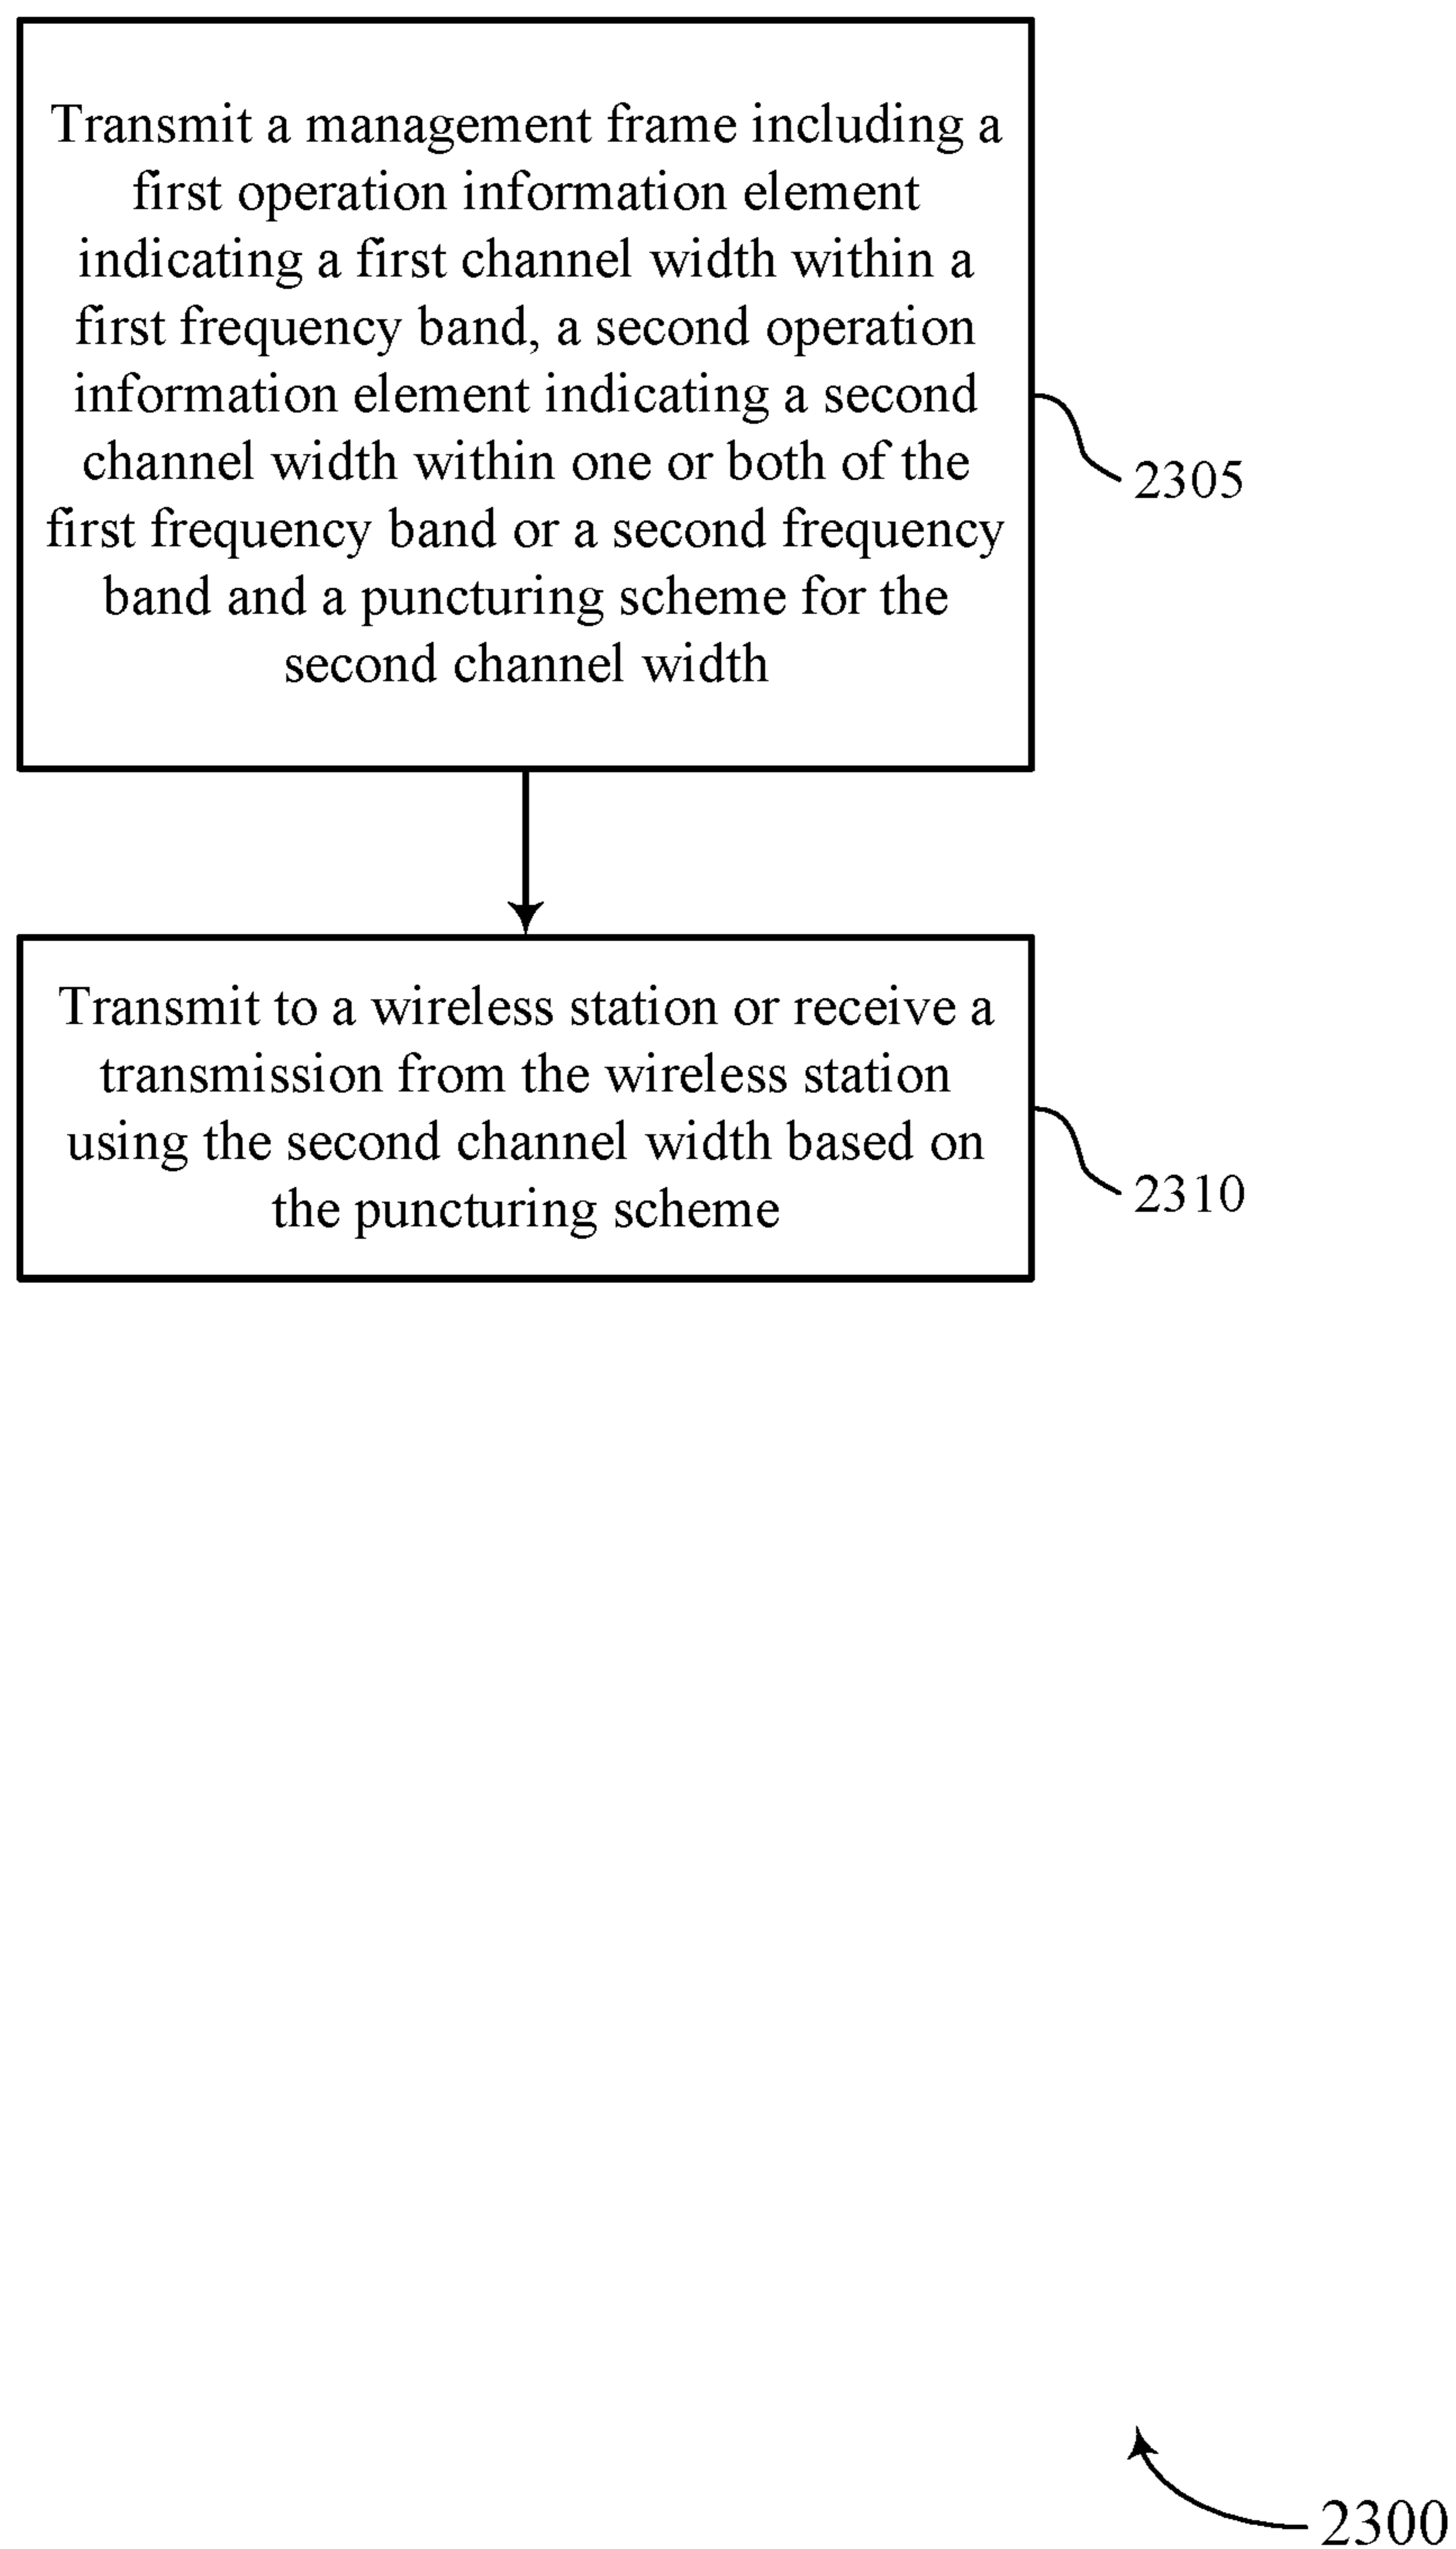 Transmit a management frame including a
first operation information element
indicating a first channel width within a
first frequency band, a second operation
information element indicating a second
channel width within one or both of the
first frequency band or a second frequency
band and a puncturing scheme for the
second channel width
2305
Transmit to a wireless station or receive a
transmission from the wireless station
using the second channel width based on
the puncturing scheme
2310
2300